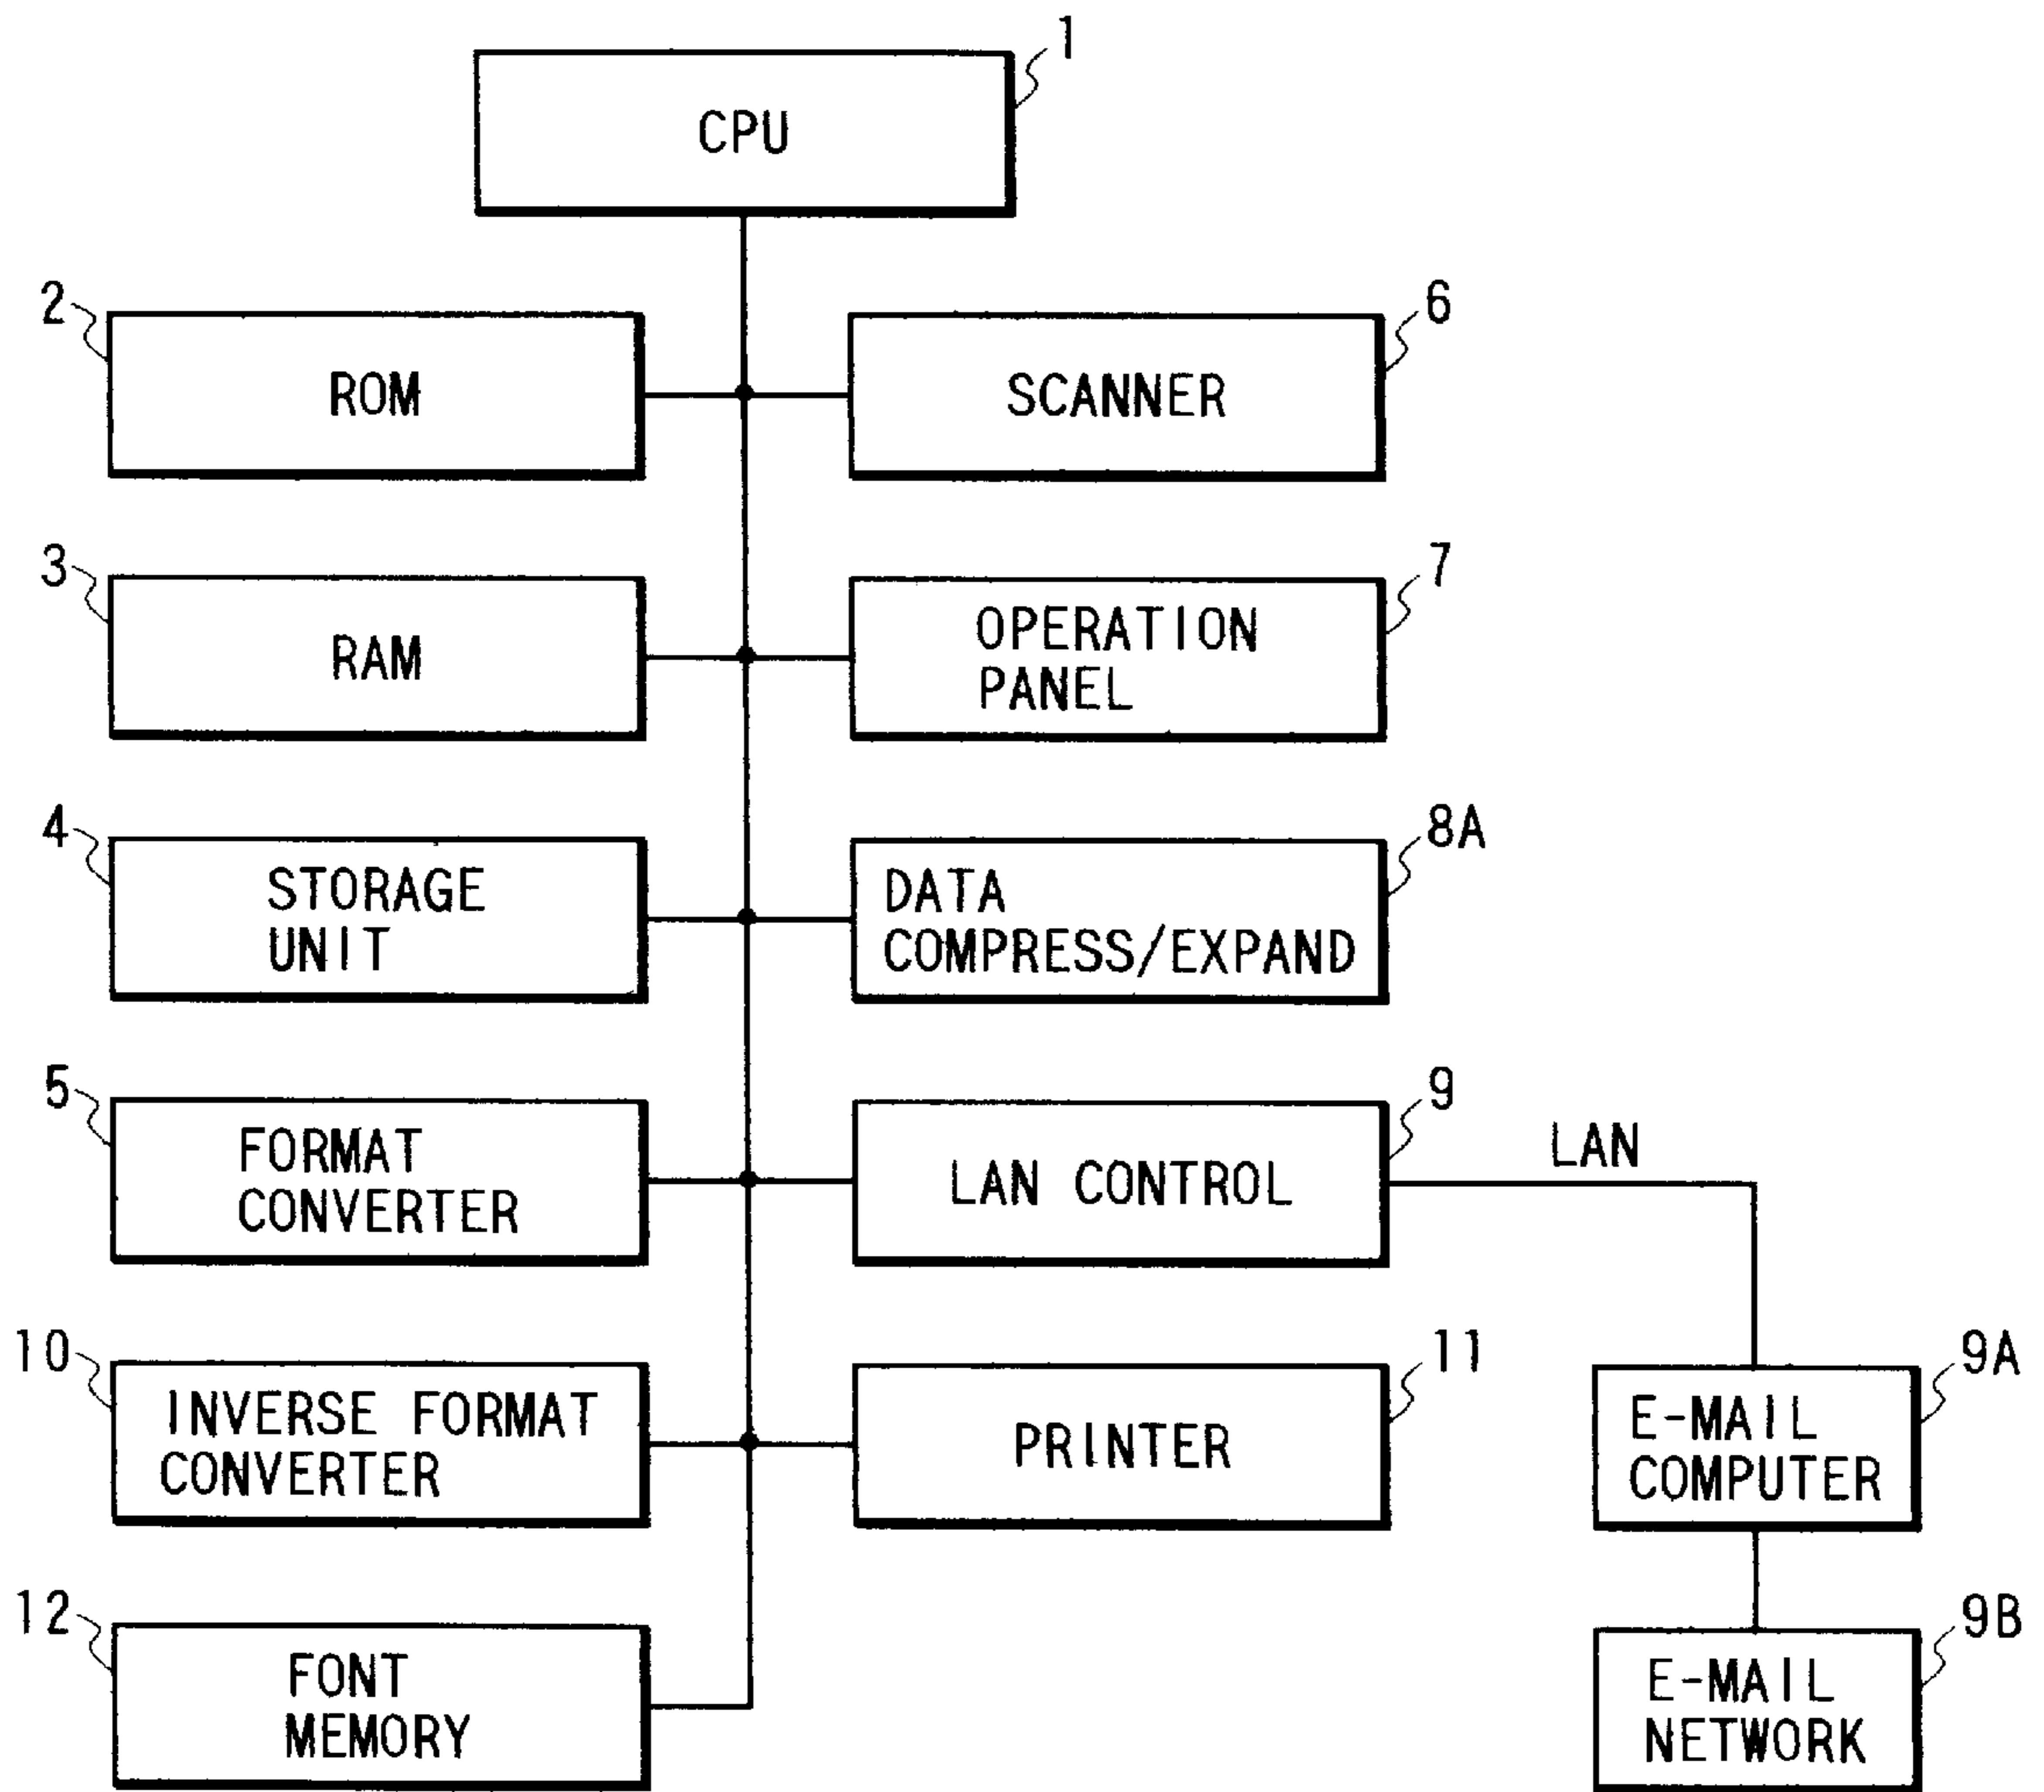 1
CPU
2
ROM
6
SCANNER
3
RAM
7
OPERATION
PANEL
4
STORAGE
UNIT
8A
DATA
COMPRESS/EXPAND
5
FORMAT
CONVERTER
9
LAN CONTROL
LAN
10
INVERSE FORMAT
CONVERTER
11
PRINTER
9A
E-MAIL
COMPUTER
12
FONT
MEMORY
9B
E-MAIL
NETWORK